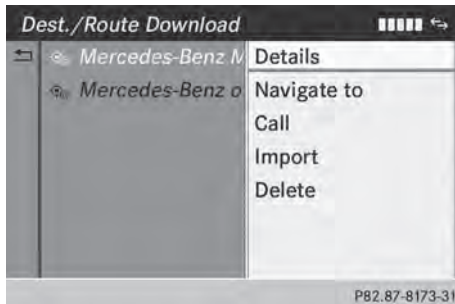 Dest./Route Download
Mercedes-Benz M
Details
Mercedes-Benz o
Navigate to
Call
Import
Delete
P82.87-8173-31